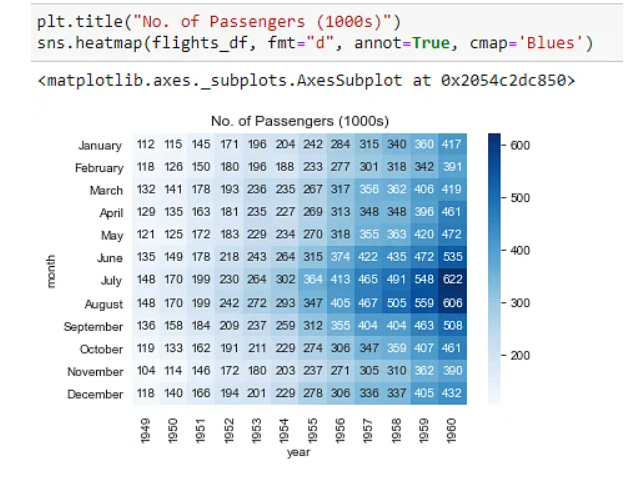 plt.title("No. of Passengers (1000s)")
sns.heatmap(flights_df, fmt="d", annot=True, cmap='Blues')
<matplotlib.axes._subplots.AxesSubplot at 0x2054c2dc850>
No. of Passengers (1000s)
January 112 115 145 171 196 204 242 284 315 340 360 417
February 118 126 150 180 196 188 233 277 301 318 342 391
March 132 141 178 193 236 235 267 317 356 362 406 419
April 129 135 163 181 235 227 269 313 348 348 396 461
May 121 125 172 183 229 234 270 318 355 363 420 472
June 135 149 178 218 243 264 315 374 422 435 472 535
July 148 170 199 230 264 302 364 413 465 491 548 622
August 148 170 199 242 272 293 347 405 467 505 559 606
September 136 158 184 209 237 259 312 355 404 404 463 508
October 119 133 162 191 211 229 274 306 347 359 407 461
November 104 114 146 172 180 203 237 271 305 310 362 390
December 118 140 166 194 201 229 278 306 336 337 405 432
month
1949 1950 1951 1952 1953 1954 1955 1956 1957 1958 1959 1960
year
600
500
400
300
200